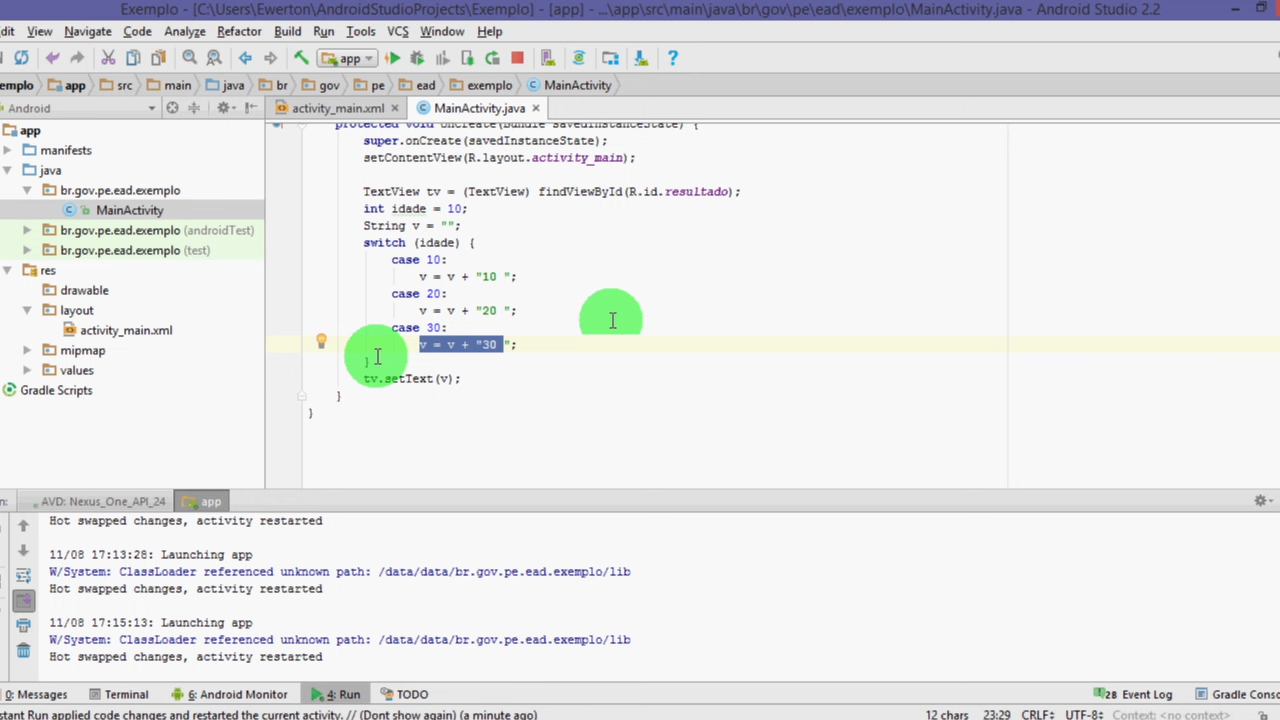 Exemplo - [C:\Users\Ewerton\AndroidStudioProjects\Exemplo] - [app] - ...\app\src\main\java\br\gov\pe\ead\exemplo\MainActivity.java - Android Studio 2.2
dit View Navigate Code Analyze Refactor Build Run Tools VCS Window Help
app
emplo app src main java br gov pe ead exemplo MainActivity
Android activity_main.xml MainActivity.java
app
manifests
java
br.gov.pe.ead.exemplo
MainActivity
br.gov.pe.ead.exemplo (androidTest)
br.gov.pe.ead.exemplo (test)
res
drawable
layout
activity_main.xml
mipmap
values
Gradle Scripts
protected void onCreate(Bundle savedInstanceState) {
super.onCreate(savedInstanceState);
setContentView(R.layout.activity_main);
TextView tv = (TextView) findViewById(R.id.resultado);
int idade = 10;
String v = "";
switch (idade) {
case 10:
v = v + "10 ";
case 20:
v = v + "20 ";
case 30:
v = v + "30 ";
}
tv.setText(v);
}
}
n: AVD: Nexus_One_API_24 app
Hot swapped changes, activity restarted
11/08 17:13:28: Launching app
W/System: ClassLoader referenced unknown path: /data/data/br.gov.pe.ead.exemplo/lib
Hot swapped changes, activity restarted
11/08 17:15:13: Launching app
W/System: ClassLoader referenced unknown path: /data/data/br.gov.pe.ead.exemplo/lib
Hot swapped changes, activity restarted
0: Messages Terminal 6: Android Monitor 4: Run TODO 28 Event Log Gradle Conso
stant Run applied code changes and restarted the current activity. // (Dont show again) (a minute ago) 12 chars 23:29 CRLF÷ UTF-8÷ Context: <no context>